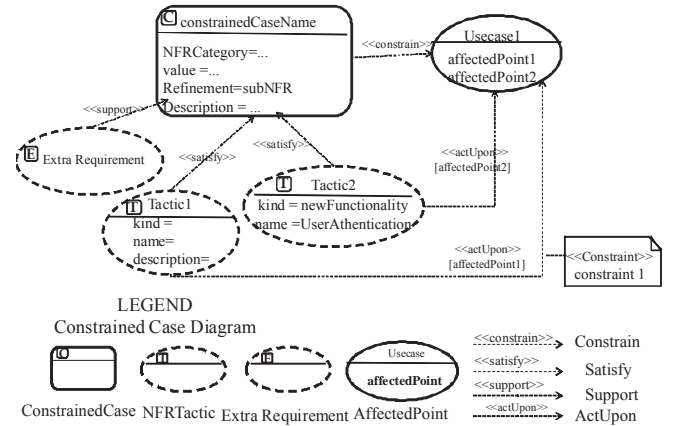 C constrainedCaseName
NFRCategory=...
value =...
Refinement=subNFR
Description = ...
<<constrain>>
Usecase1
affectedPoint1
affectedPoint2
<<support>>
E Extra Requirement
<<satisfy>>
<<satisfy>>
T Tactic1
kind =
name=
description=
T Tactic2
kind = newFunctionality
name =UserAthentication
<<actUpon>>
[affectedPoint2]
<<actUpon>>
[affectedPoint1]
<<Constraint>>
constraint 1
LEGEND
Constrained Case Diagram
C
T
E
Usecase
affectedPoint
ConstrainedCase
NFRTactic
Extra Requirement
AffectedPoint
<<constrain>> Constrain
<<satisfy>> Satisfy
<<support>> Support
<<actUpon>> ActUpon